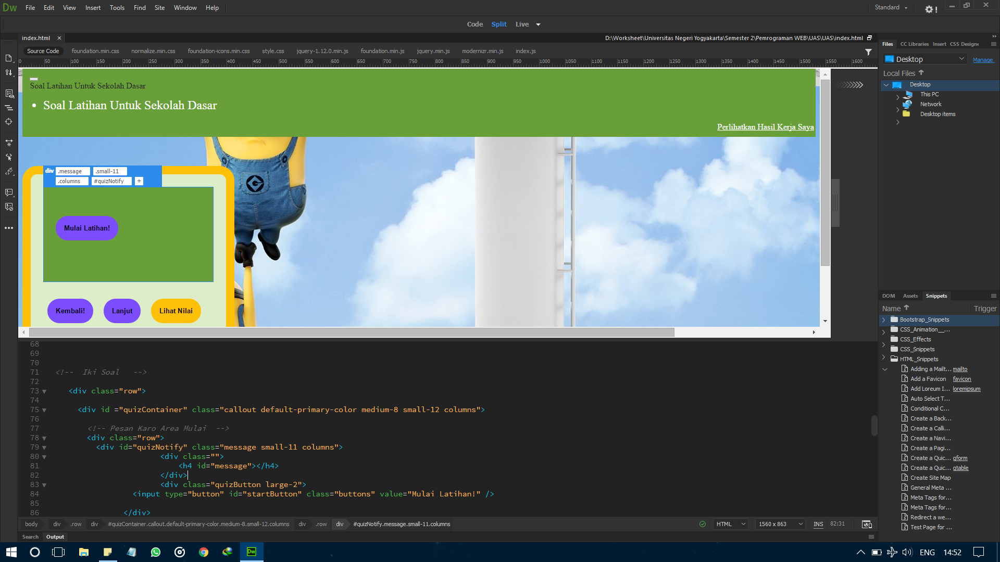 Dw File Edit View Insert Tools Find Site Window Help Standard
Code Split Live
index.html × D:\Worksheet\Universitas Negeri Yogyakarta\Semester 2\Pemrograman WEB\UAS\UAS\index.html
Source Code foundation.min.css normalize.min.css foundation-icons.min.css style.css jquery-1.12.0.min.js foundation.min.js jquery.min.js modernizr.min.js index.js
0 50 100 150 200 250 300 350 400 450 500 550 600 650 700 750 800 850 900 950 1000 1050 1100 1150 1200 1250 1300 1350 1400 1450 1500 1550 1600
Soal Latihan Untuk Sekolah Dasar
• Soal Latihan Untuk Sekolah Dasar
Perlihatkan Hasil Kerja Saya
div .message .small-11
.columns #quizNotify +
Mulai Latihan!
Kembali! Lanjut Lihat Nilai
68
69
70
71 <!--  Iki Soal   -->
72
73 <div class="row">
74
75 <div id ="quizContainer" class="callout default-primary-color medium-8 small-12 columns">
76
77 <!-- Pesan Karo Area Mulai  -->
78 <div class="row">
79 <div id="quizNotify" class="message small-11 columns">
80 <div class="">
81 <h4 id="message"></h4>
82 </div>
83 <div class="quizButton large-2">
84 <input type="button" id="startButton" class="buttons" value="Mulai Latihan!" />
85
86 </div>
body div .row div #quizContainer.callout.default-primary-color.medium-8.small-12.columns div .row div #quizNotify.message.small-11.columns HTML 1560 x 863 INS 82:31
Search Output
Files CC Libraries Insert CSS Designe
Desktop Manage
Local Files
Desktop
This PC
Network
Desktop items
DOM Assets Snippets
Name Trigger
Bootstrap_Snippets
CSS_Animation__...
CSS_Effects
CSS_Snippets
HTML_Snippets
Adding a Mailt... mailto
Add a Favicon favicon
Add Loreum I... loremipsum
Auto Select T...
Conditional C...
Create a Back...
Create a Calli...
Create a Navi...
Create a Pagi...
Create a Quic... qform
Create a Quic... qtable
Create Site Map
General Meta ...
Meta Tags for...
Meta Tags for...
Redirect a we...
Test Page for ...
Dw ENG 14:52